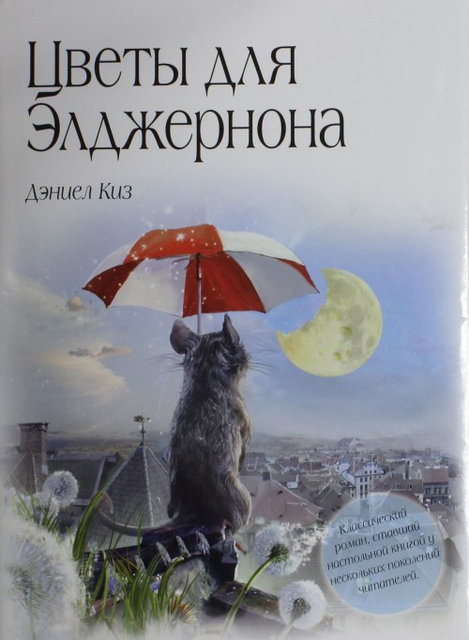 Цветы для
Элджернона
Дэниел Киз
Классический
роман, ставший
настольной книгой у
нескольких поколений
читателей.